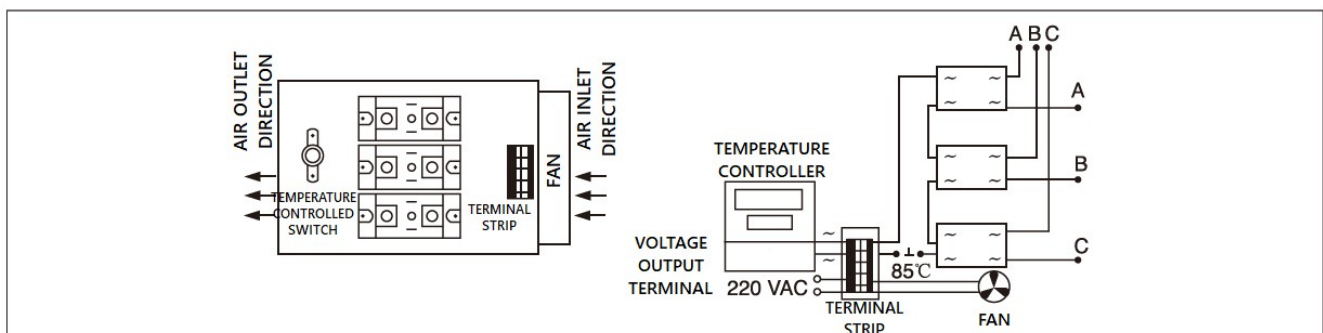 AIR OUTLET
DIRECTION
TEMPERATURE
CONTROLLED
SWITCH
TERMINAL
STRIP
FAN
AIR INLET
DIRECTION
A B C
~ ~
~ ~
A
~ ~
~ ~
B
~ ~
~ ~
C
TEMPERATURE
CONTROLLER
~
~
VOLTAGE
OUTPUT
TERMINAL
220 VAC
85℃
TERMINAL
STRIP
FAN